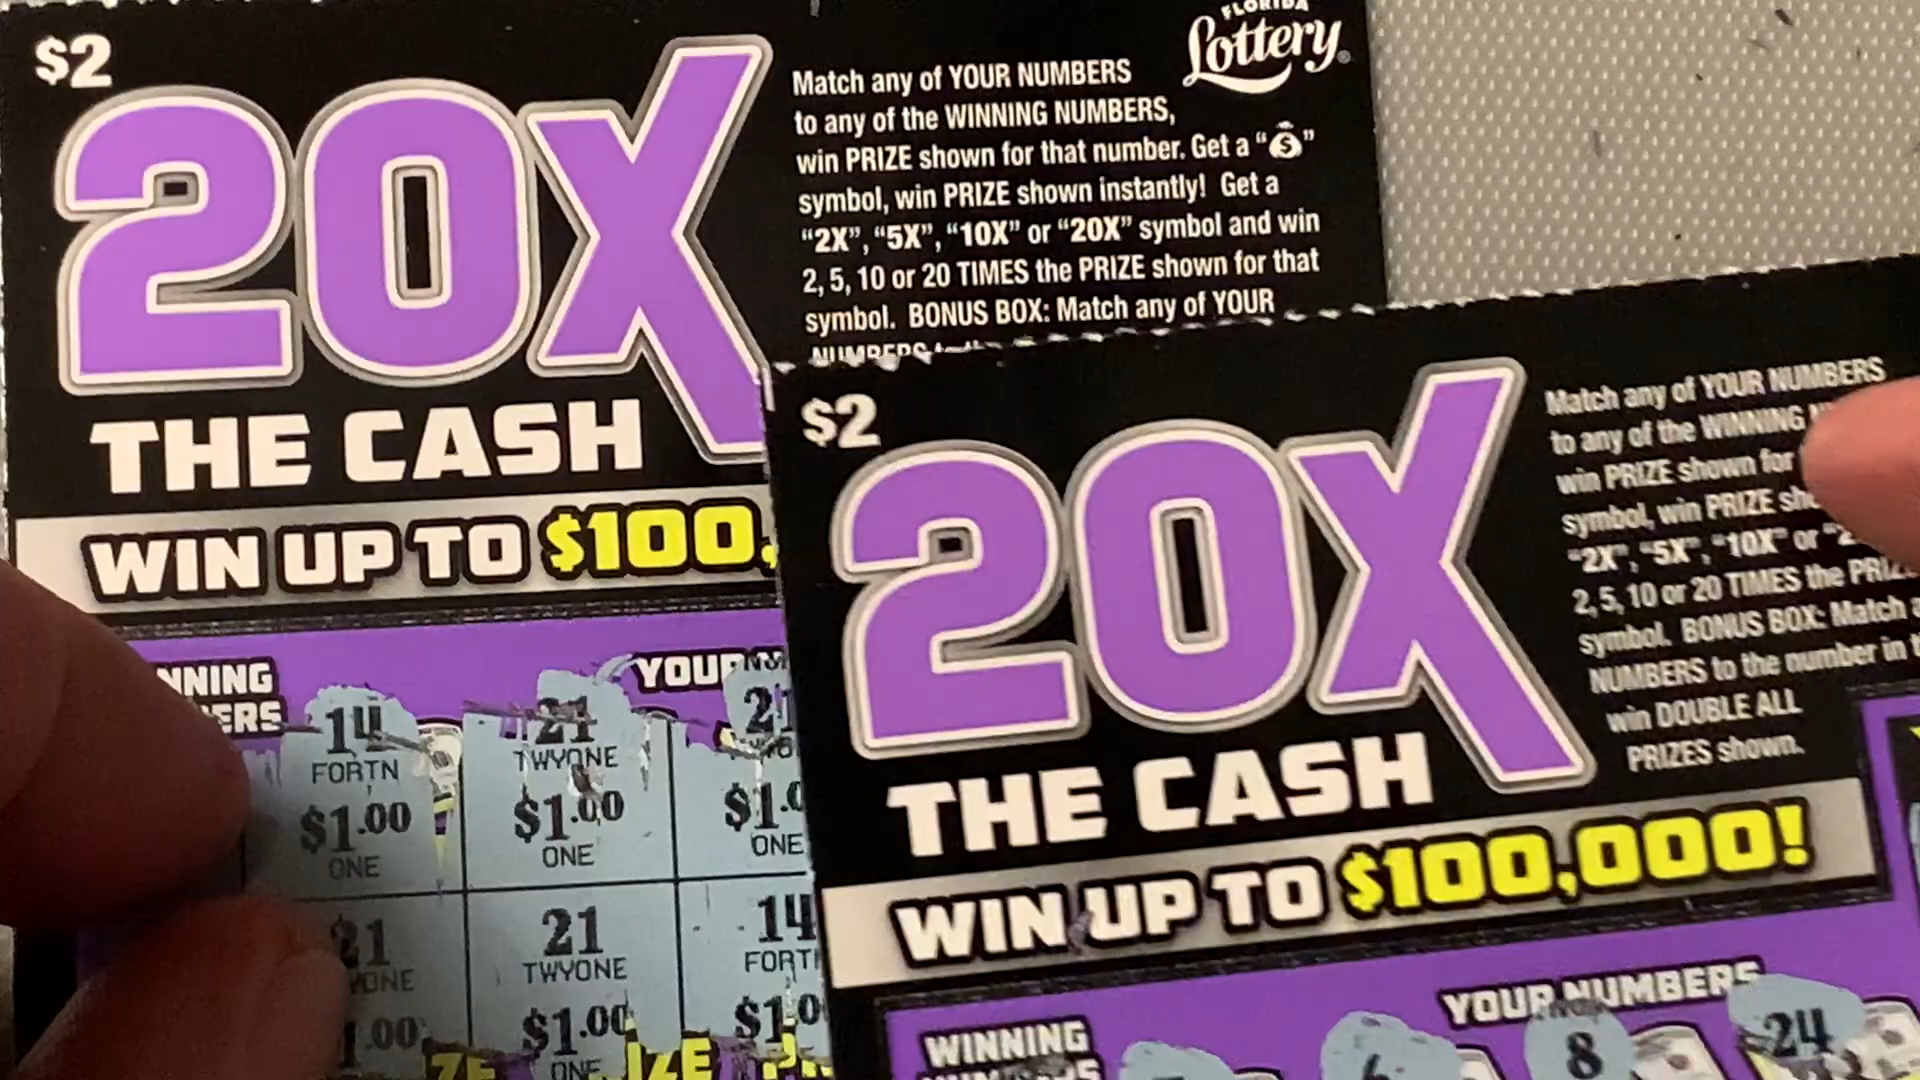 $2
20X
THE CASH
WIN UP TO $100,
FLORIDA
Lottery
Match any of YOUR NUMBERS
to any of the WINNING NUMBERS,
win PRIZE shown for that number. Get a “$”
symbol, win PRIZE shown instantly! Get a
“2X”, “5X”, “10X” or “20X” symbol and win
2, 5, 10 or 20 TIMES the PRIZE shown for that
symbol. BONUS BOX: Match any of YOUR
NUMBERS
14
FORTN
$1.00
ONE
21
TWYONE
$1.00
ONE
21
ONE
21
21
TWYONE
$1.00
ONE
14
$2
20X
THE CASH
WIN UP TO $100,000!
Match any of YOUR NUMBERS
to any of the WINNING
win PRIZE shown for
symbol, win PRIZE
“2X”, “5X”, “10X” or
2, 5, 10 or 20 TIMES the
symbol. BONUS BOX: Match
NUMBERS to the number in
win DOUBLE ALL
PRIZES shown.
YOUR NUMBERS
WINNING
6
8
24